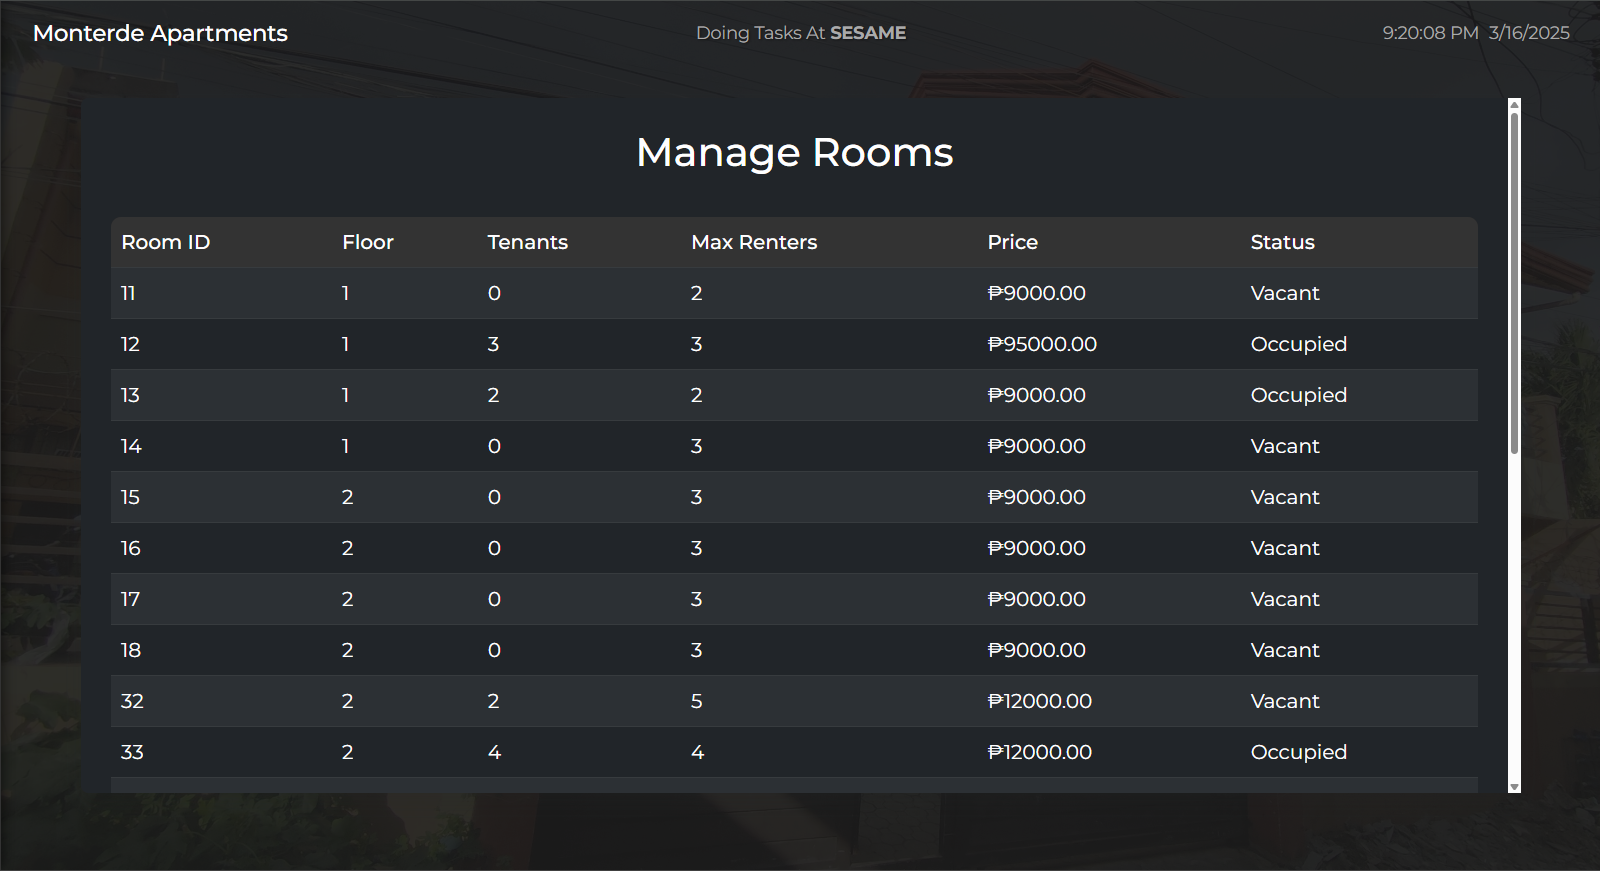 Monterde Apartments Doing Tasks At SESAME 9:20:08 PM 3/16/2025
Manage Rooms
Room ID Floor Tenants Max Renters Price Status
11 1 0 2 ₱9000.00 Vacant
12 1 3 3 ₱95000.00 Occupied
13 1 2 2 ₱9000.00 Occupied
14 1 0 3 ₱9000.00 Vacant
15 2 0 3 ₱9000.00 Vacant
16 2 0 3 ₱9000.00 Vacant
17 2 0 3 ₱9000.00 Vacant
18 2 0 3 ₱9000.00 Vacant
32 2 2 5 ₱12000.00 Vacant
33 2 4 4 ₱12000.00 Occupied